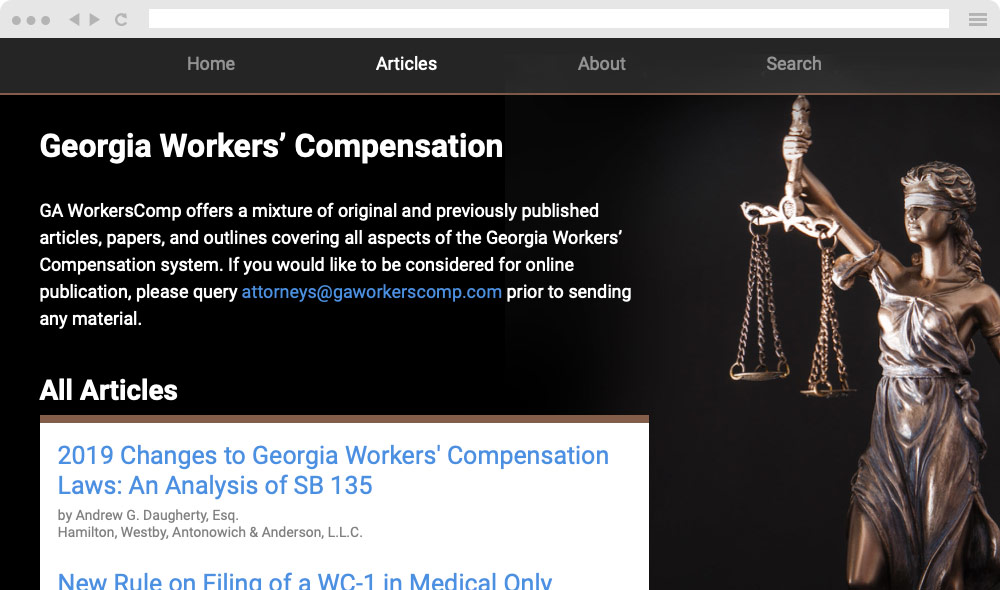 Home Articles About Search
Georgia Workers’ Compensation
GA WorkersComp offers a mixture of original and previously published
articles, papers, and outlines covering all aspects of the Georgia Workers’
Compensation system. If you would like to be considered for online
publication, please query attorneys@gaworkerscomp.com prior to sending
any material.
All Articles
2019 Changes to Georgia Workers' Compensation
Laws: An Analysis of SB 135
by Andrew G. Daugherty, Esq.
Hamilton, Westby, Antonowich & Anderson, L.L.C.
New Rule on Filing of a WC-1 in Medical Only